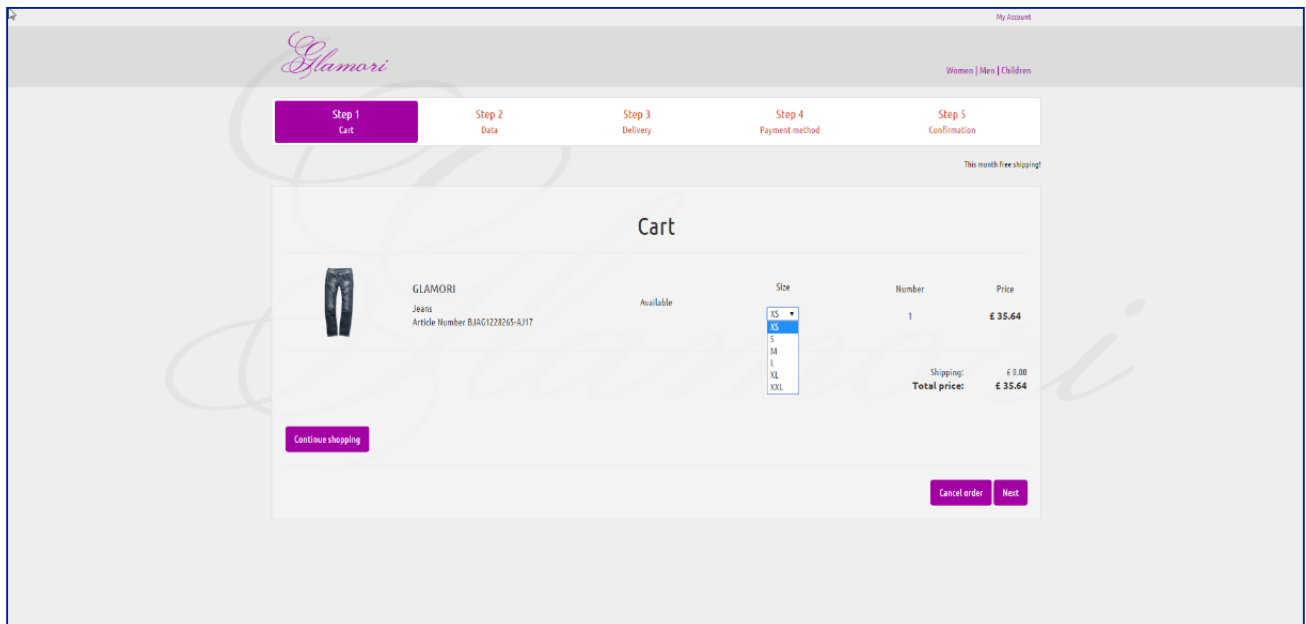 My Account
Glamori
Women | Men | Children
Step 1
Cart
Step 2
Data
Step 3
Delivery
Step 4
Payment method
Step 5
Confirmation
This month free shipping!
Cart
GLAMORI
Jeans
Article Number BJAG1228265-AJ17
Available
Size
XS
XS
S
M
L
XL
XXL
Number
1
Price
£ 35.64
Shipping: £ 0.00
Total price: £ 35.64
Continue shopping
Cancel order
Next
Glamori